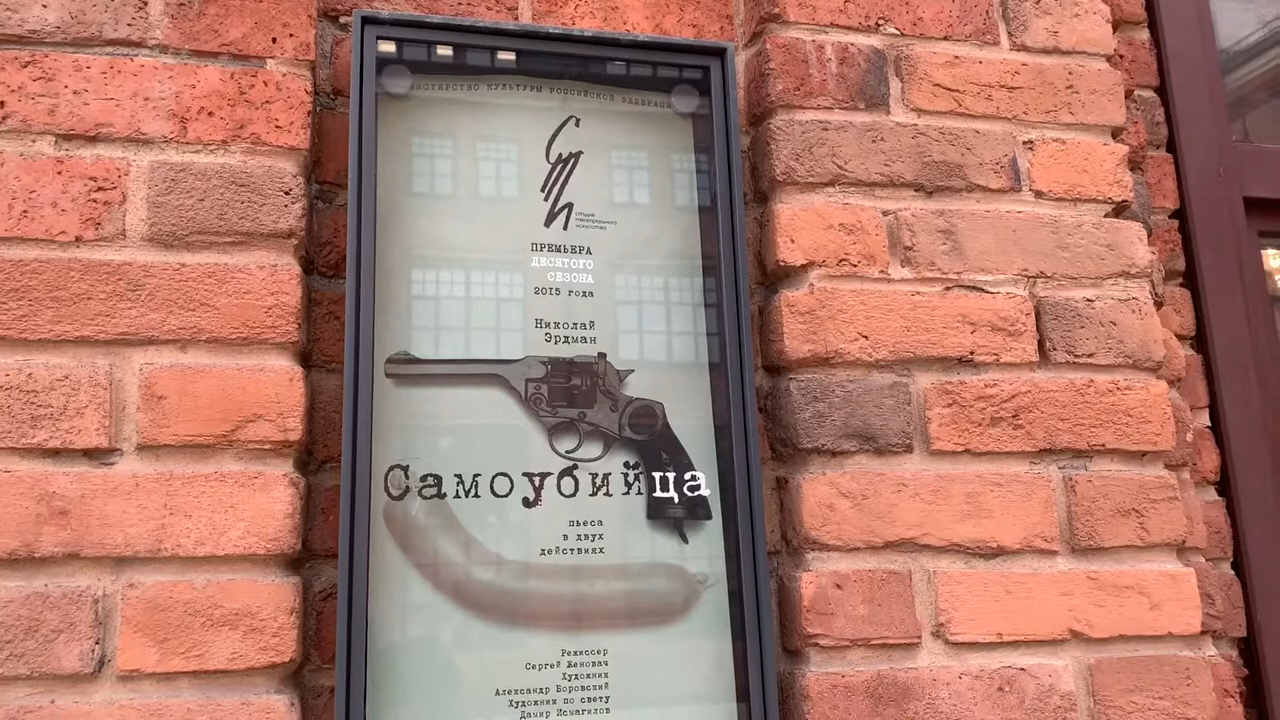 МИНИСТЕРСТВО КУЛЬТУРЫ РОССИЙСКОЙ ФЕДЕРАЦИИ
СТИ
студия
театрального
искусства
ПРЕМЬЕРА
ДЕСЯТОГО
СЕЗОНА
2015 года
Николай
Эрдман
Самоубийца
пьеса
в двух
действиях
Режиссер
Сергей Женовач
Художник
Александр Боровский
Художник по свету
Дамир Исмагилов